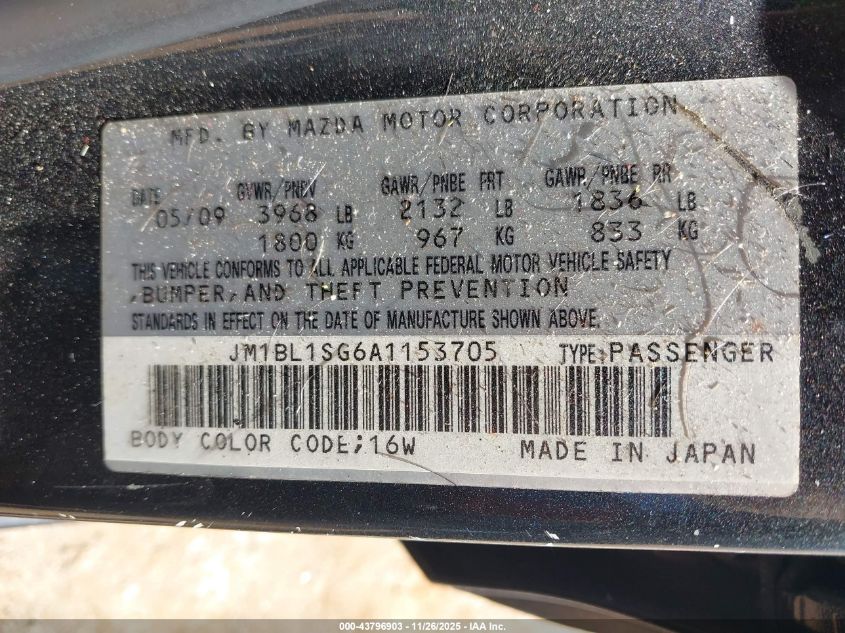 MFD. BY MAZDA MOTOR CORPORATION
DATE GVWR/PNBV GAWR/PNBE FRT GAWR/PNBE RR
05/09 3968 LB 2132 LB 1836 LB
1800 KG 967 KG 833 KG
THIS VEHICLE CONFORMS TO ALL APPLICABLE FEDERAL MOTOR VEHICLE SAFETY
,BUMPER,AND THEFT PREVENTION
STANDARDS IN EFFECT ON THE DATE OF MANUFACTURE SHOWN ABOVE.
JM1BL1SG6A1153705 TYPE:PASSENGER
BODY COLOR CODE;16W MADE IN JAPAN
000-43796903 - 11/26/2025 - IAA Inc.